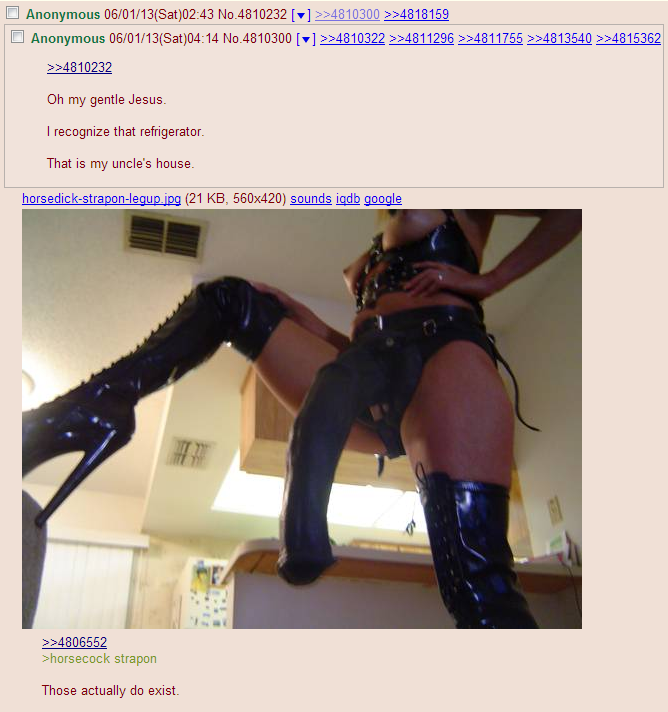 Anonymous 06/01/13(Sat)02:43 No.4810232 [▼] >>4810300 >>4818159
Anonymous 06/01/13(Sat)04:14 No.4810300 [▼] >>4810322 >>4811296 >>4811755 >>4813540 >>4815362
>>4810232
Oh my gentle Jesus.
I recognize that refrigerator.
That is my uncle's house.
horsedick-strapon-legup.jpg (21 KB, 560x420) sounds iqdb google
>>4806552
>horsecock strapon
Those actually do exist.